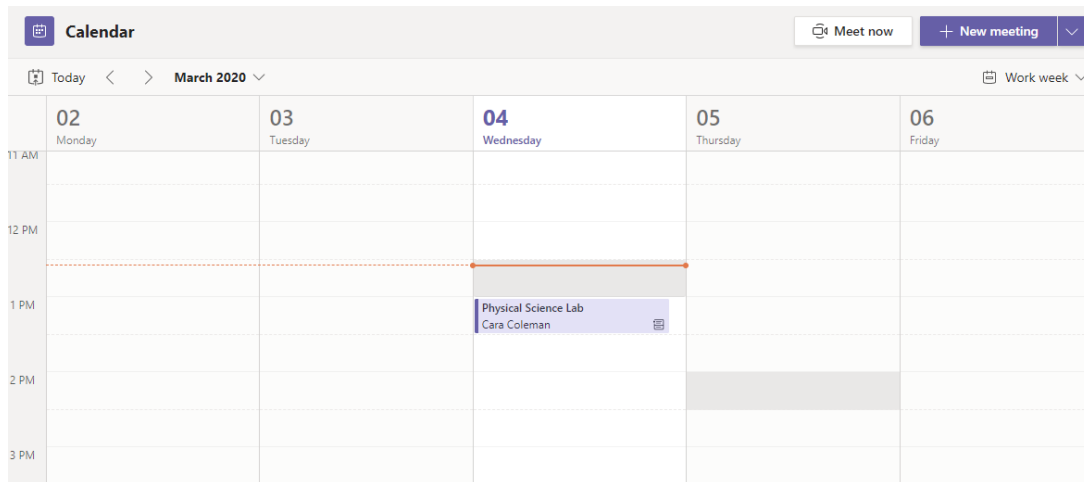 Calendar
Meet now
New meeting
Today
March 2020
Work week
02
03
04
05
06
Monday
Tuesday
Wednesday
Thursday
Friday
11 AM
12 PM
1 PM
Physical Science Lab
Cara Coleman
2 PM
3 PM